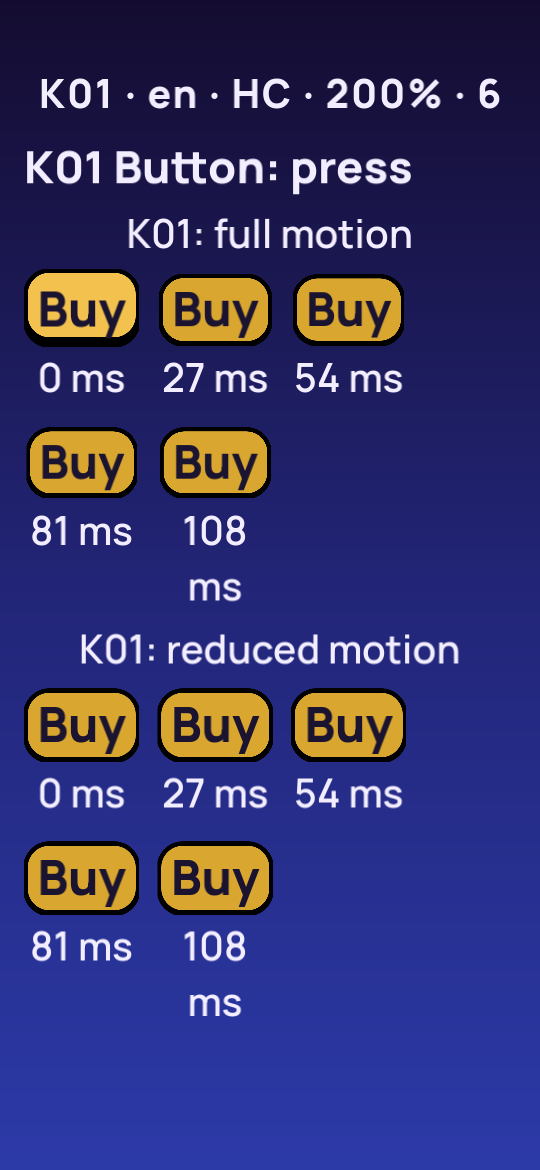 K01 · en · HC · 200% · 6
K01 Button: press
K01: full motion
Buy Buy Buy
0 ms 27 ms 54 ms
Buy Buy
81 ms 108
ms
K01: reduced motion
Buy Buy Buy
0 ms 27 ms 54 ms
Buy Buy
81 ms 108
ms